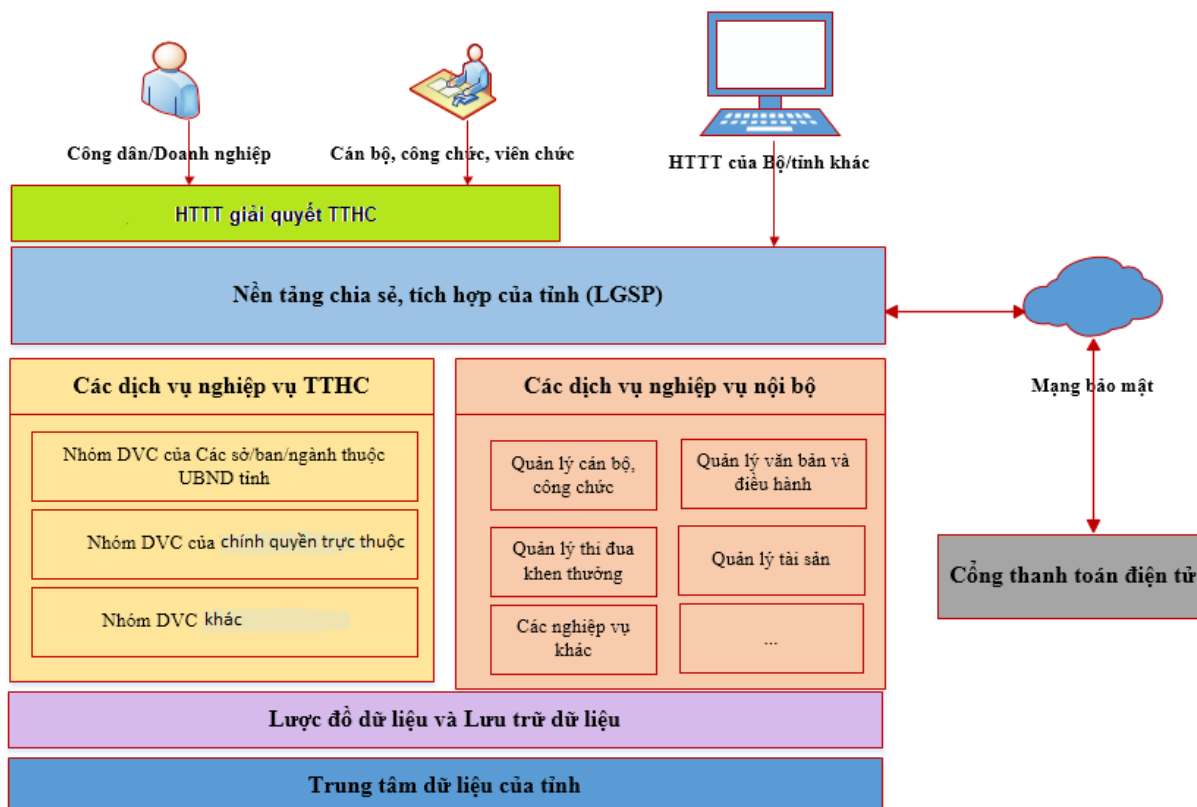 Công dân/Doanh nghiệp
Cán bộ, công chức, viên chức
HTTT của Bộ/tỉnh khác
HTTT giải quyết TTHC
Nền tảng chia sẻ, tích hợp của tỉnh (LGSP)
Mạng bảo mật
Các dịch vụ nghiệp vụ TTHC
Nhóm DVC của Các sở/ban/ngành thuộc
UBND tỉnh
Nhóm DVC của chính quyền trực thuộc
Nhóm DVC khác
Các dịch vụ nghiệp vụ nội bộ
Quản lý cán bộ,
công chức
Quản lý văn bản và
điều hành
Quản lý thi đua
khen thưởng
Quản lý tài sản
Các nghiệp vụ
khác
...
Cổng thanh toán điện tử
Lược đồ dữ liệu và Lưu trữ dữ liệu
Trung tâm dữ liệu của tỉnh